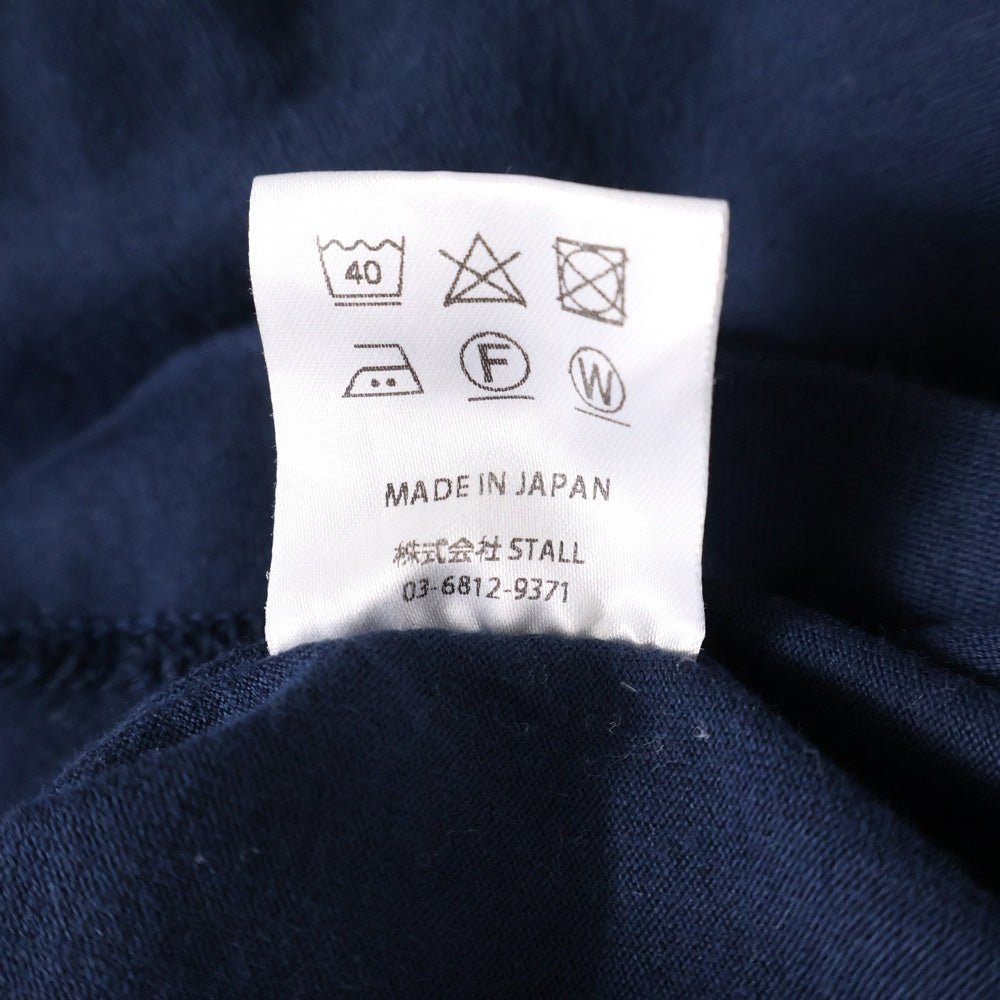 40
F W
MADE IN JAPAN
株式会社 STALL
03-6812-9371